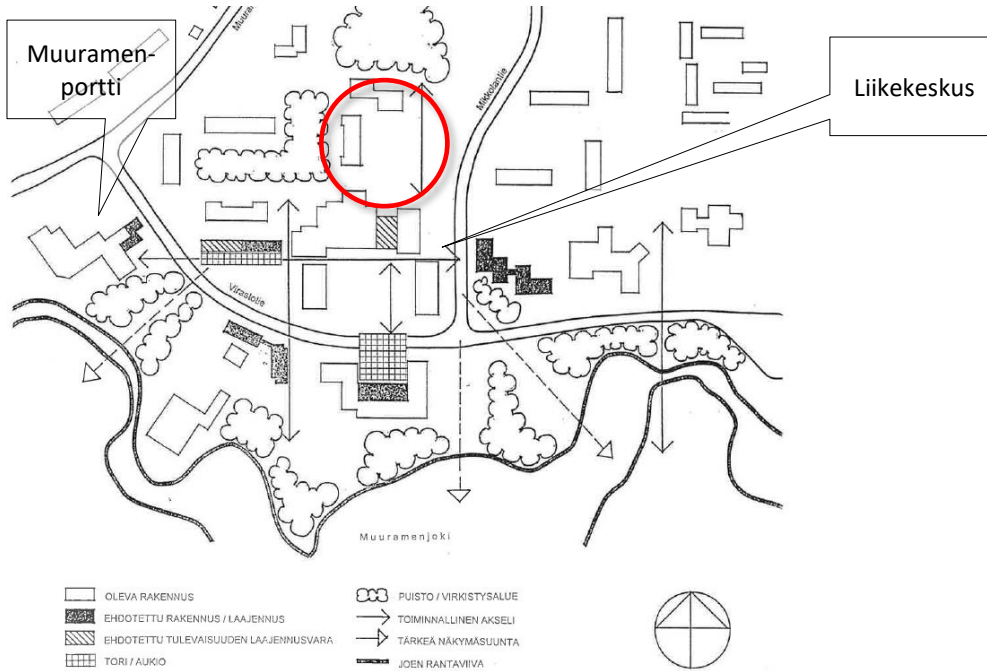 Muuramen-
portti
Mikkolantie
Liikekeskus
Virastotie
Muuramenjoki
OLEVA RAKENNUS
EHDOTETTU RAKENNUS / LAAJENNUS
EHDOTETTU TULEVAISUUDEN LAAJENNUSVARA
TORI / AUKIO
PUISTO / VIRKISTYSALUE
TOIMINNALLINEN AKSELI
TÄRKEÄ NÄKYMÄSUUNTA
JOEN RANTAVIIVA